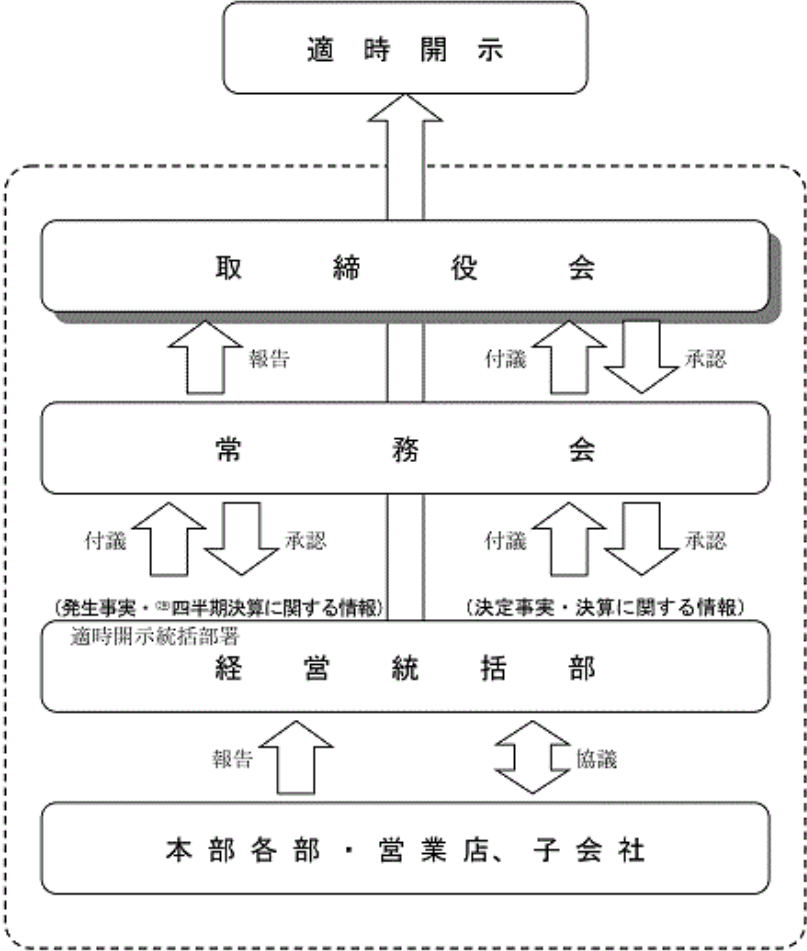 適時開示
取締役会
報告 付議 承認
常務会
付議 承認 付議 承認
(発生事実・ 四半期決算に関する情報) (決定事実・決算に関する情報)
適時開示統括部署
経営統括部
報告 協議
本部各部・営業店、子会社